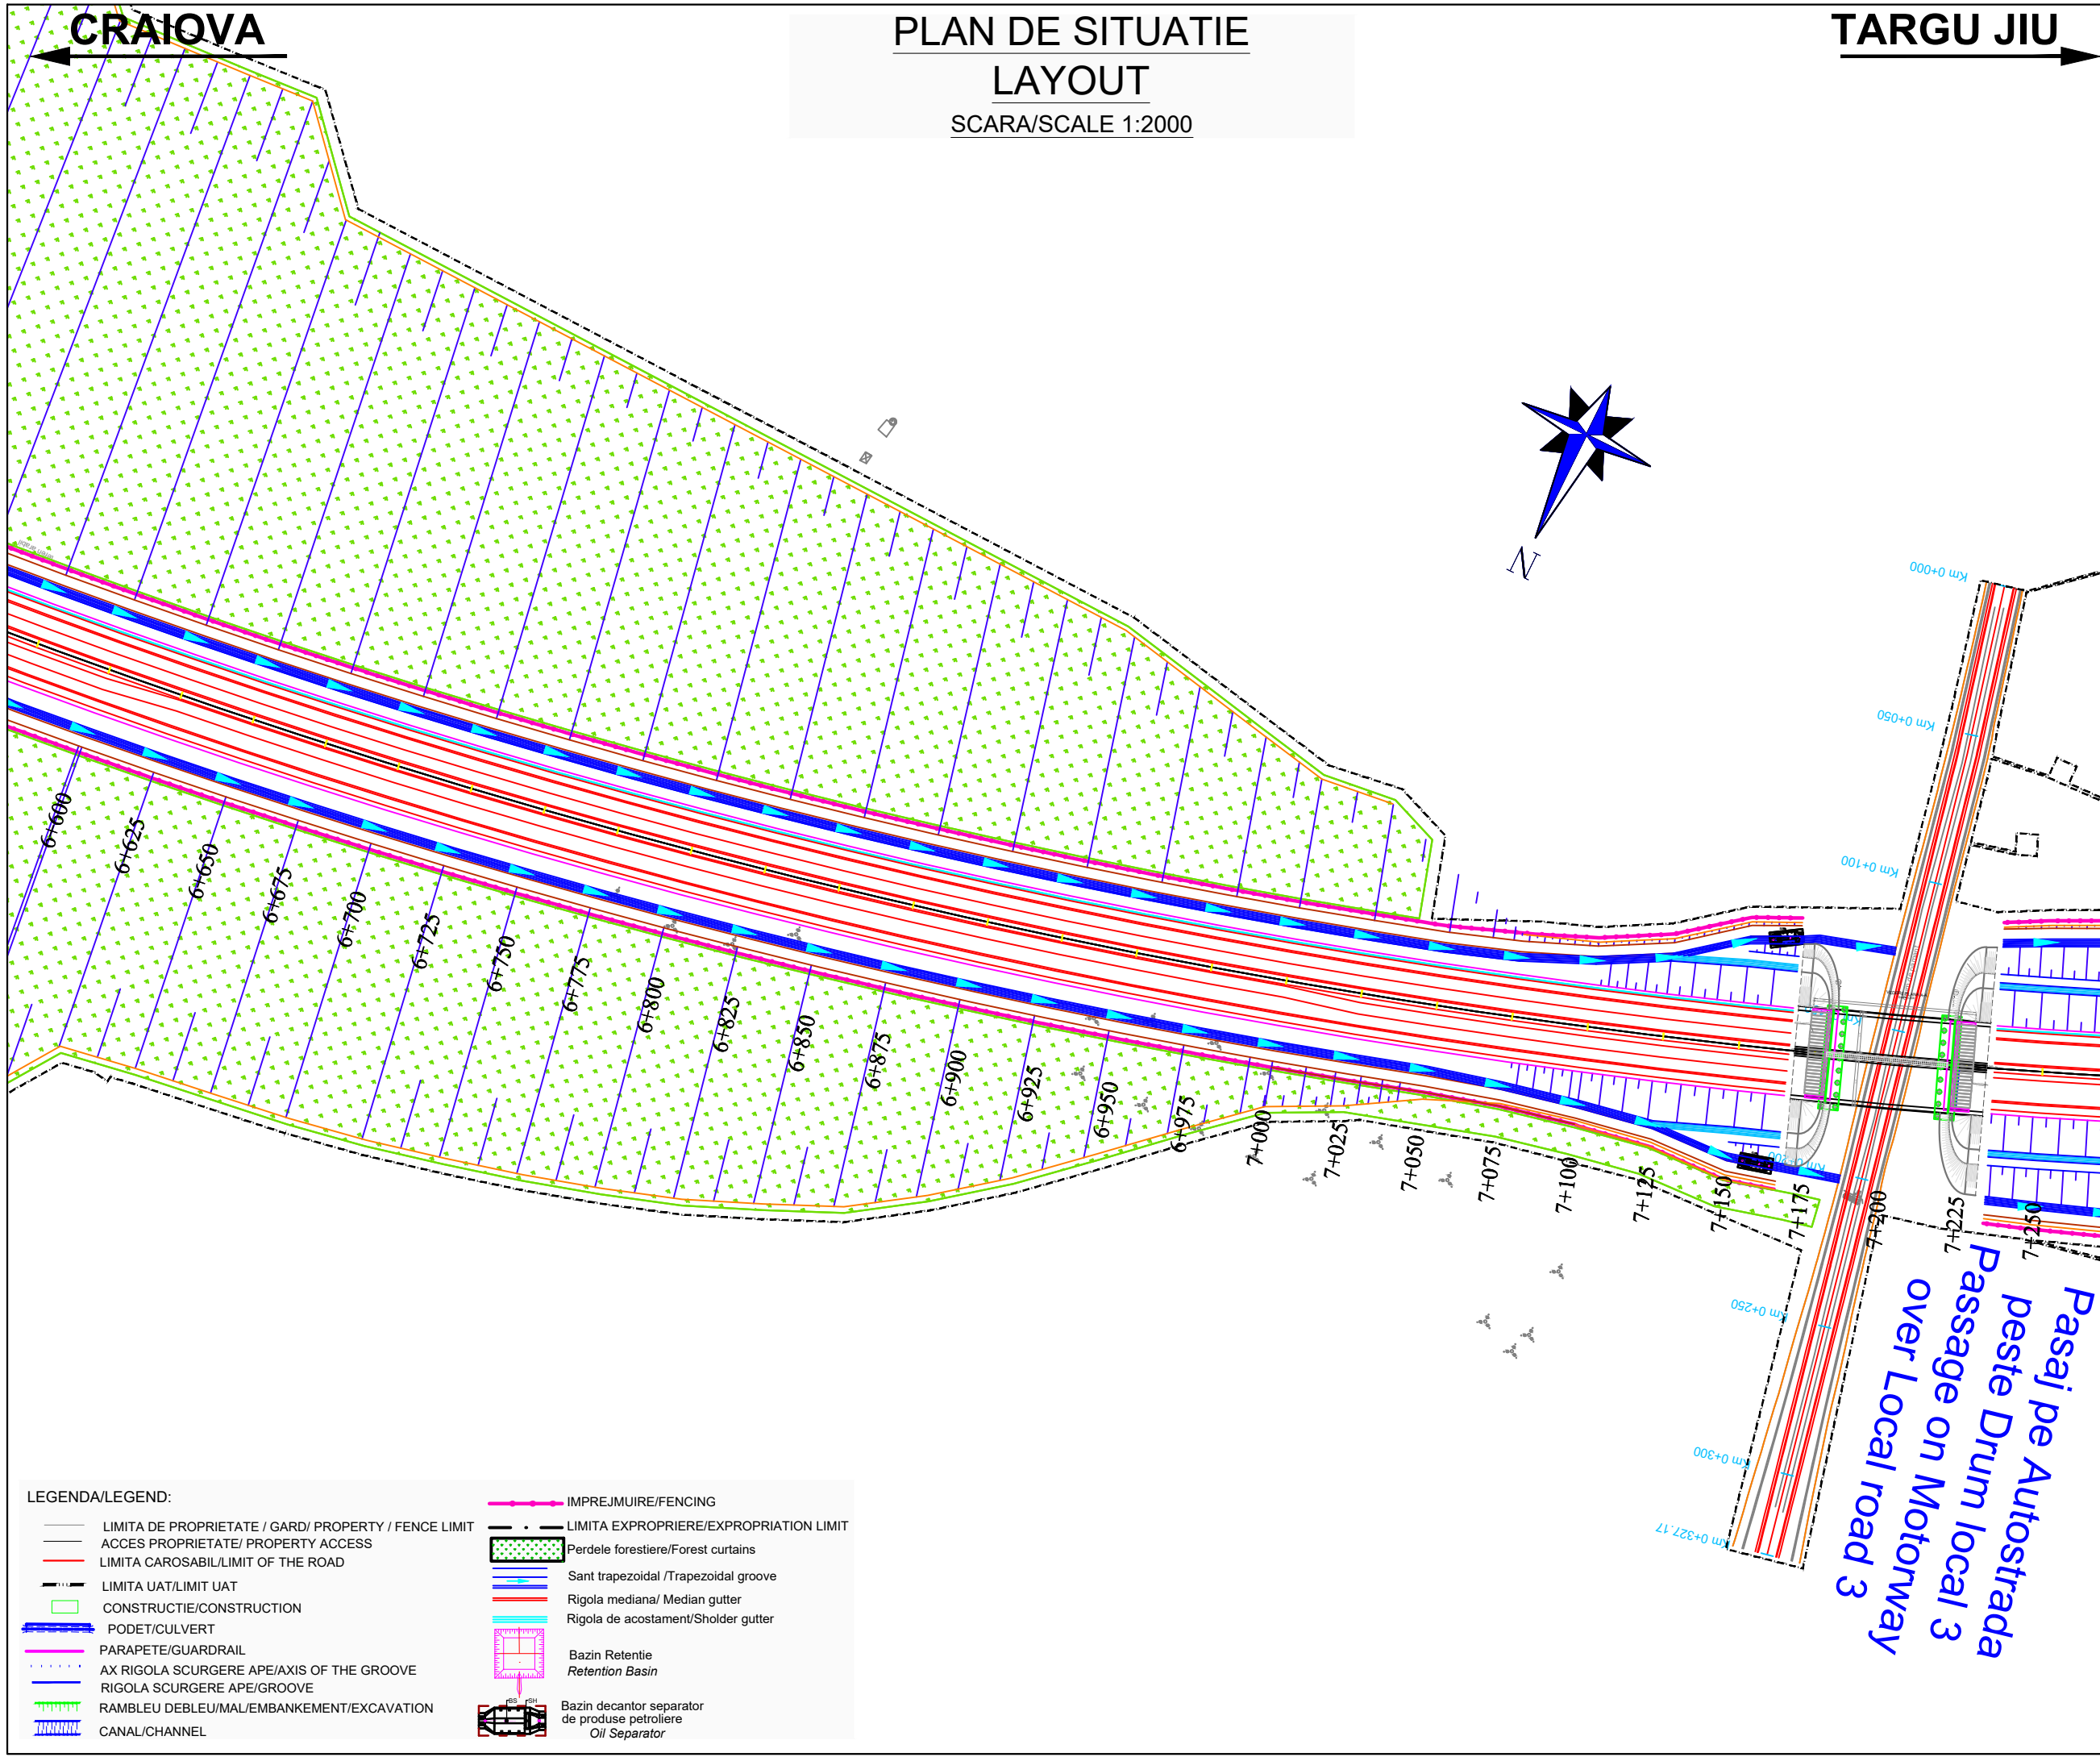 CRAIOVA
PLAN DE SITUATIE
LAYOUT
SCARA/SCALE 1:2000
TARGU JIU
N
Km 0+000
Km 0+050
Km 0+100
Km 0+250
Km 0+300
Km 0+327.17
6+600
6+625
6+650
6+675
6+700
6+725
6+750
6+775
6+800
6+825
6+850
6+875
6+900
6+925
6+950
6+975
7+000
7+025
7+050
7+075
7+100
7+125
7+150
7+175
7+200
7+225
7+250
Pasaj pe Autostrada
peste Drum local 3
Passage on Motorway
over Local road 3
LEGENDA/LEGEND:
LIMITA DE PROPRIETATE / GARD/ PROPERTY / FENCE LIMIT
ACCES PROPRIETATE/ PROPERTY ACCESS
LIMITA CAROSABIL/LIMIT OF THE ROAD
LIMITA UAT/LIMIT UAT
CONSTRUCTIE/CONSTRUCTION
PODET/CULVERT
PARAPETE/GUARDRAIL
AX RIGOLA SCURGERE APE/AXIS OF THE GROOVE
RIGOLA SCURGERE APE/GROOVE
RAMBLEU DEBLEU/MAL/EMBANKEMENT/EXCAVATION
CANAL/CHANNEL
IMPREJMUIRE/FENCING
LIMITA EXPROPRIERE/EXPROPRIATION LIMIT
Perdele forestiere/Forest curtains
Sant trapezoidal /Trapezoidal groove
Rigola mediana/ Median gutter
Rigola de acostament/Sholder gutter
Bazin Retentie
Retention Basin
BS SH
Bazin decantor separator
de produse petroliere
Oil Separator